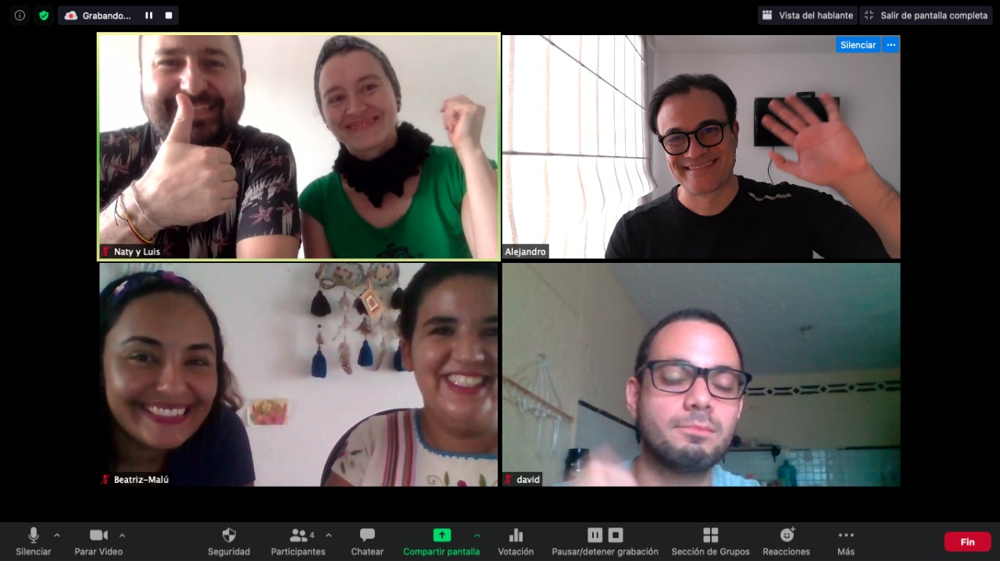 Grabando...
Vista del hablante
Salir de pantalla completa
Silenciar
Naty y Luis
Alejandro
Beatriz-Malú
david
Silenciar
Parar Video
Seguridad
Participantes
4
Chatear
Compartir pantalla
Votación
Pausar/detener grabación
Sección de Grupos
Reacciones
Más
Fin